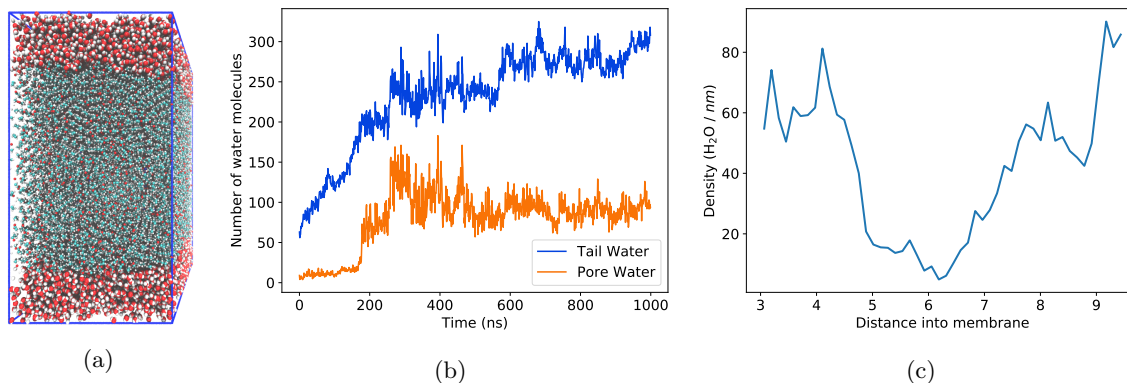 300
250
200
150
100
50
0
Number of water molecules
Tail Water
Pore Water
0 200 400 600 800 1000
Time (ns)
80
60
40
20
Density (H₂O / nm)
3 4 5 6 7 8 9
Distance into membrane
(a)
(b)
(c)